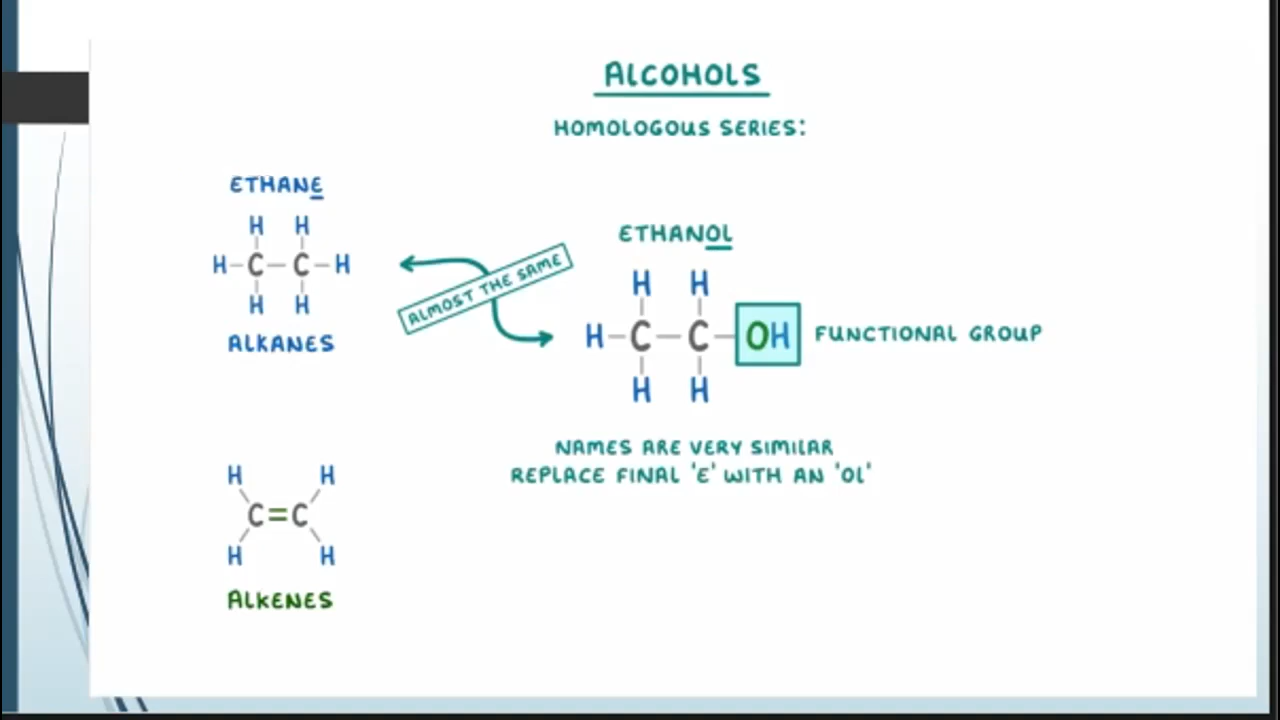 ALCOHOLS
HOMOLOGOUS SERIES:
ETHANE
H H
H-C-C-H
H H
ALKANES
ALMOST THE SAME
ETHANOL
H H
H-C-C-OH
H H
FUNCTIONAL GROUP
NAMES ARE VERY SIMILAR
REPLACE FINAL 'E' WITH AN 'OL'
H H
C=C
H H
ALKENES